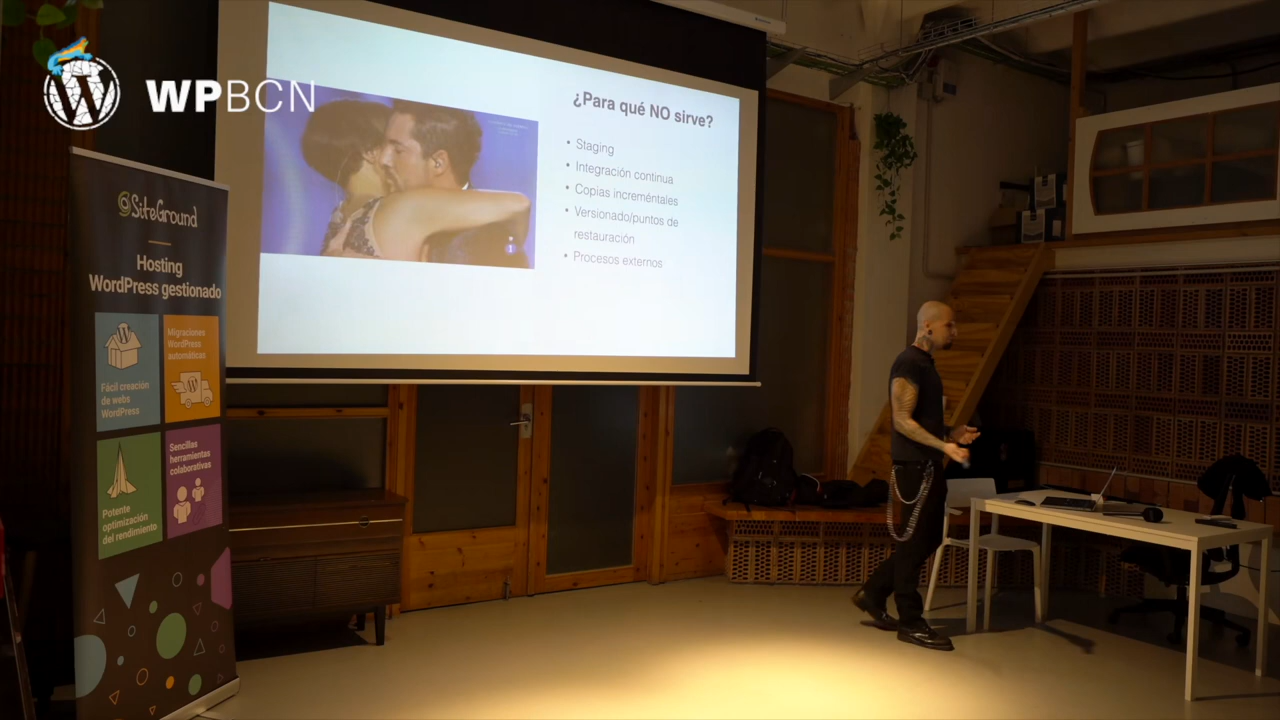 WPBCN
SiteGround
Hosting
WordPress gestionado
Fácil creación
de webs
WordPress
Migraciones
WordPress
automáticas
Potente
optimización
del rendimiento
Sencillas
herramientas
colaborativas
¿Para qué NO sirve?
• Staging
• Integración continua
• Copias increméntales
• Versionado/puntos de
restauración
• Procesos externos